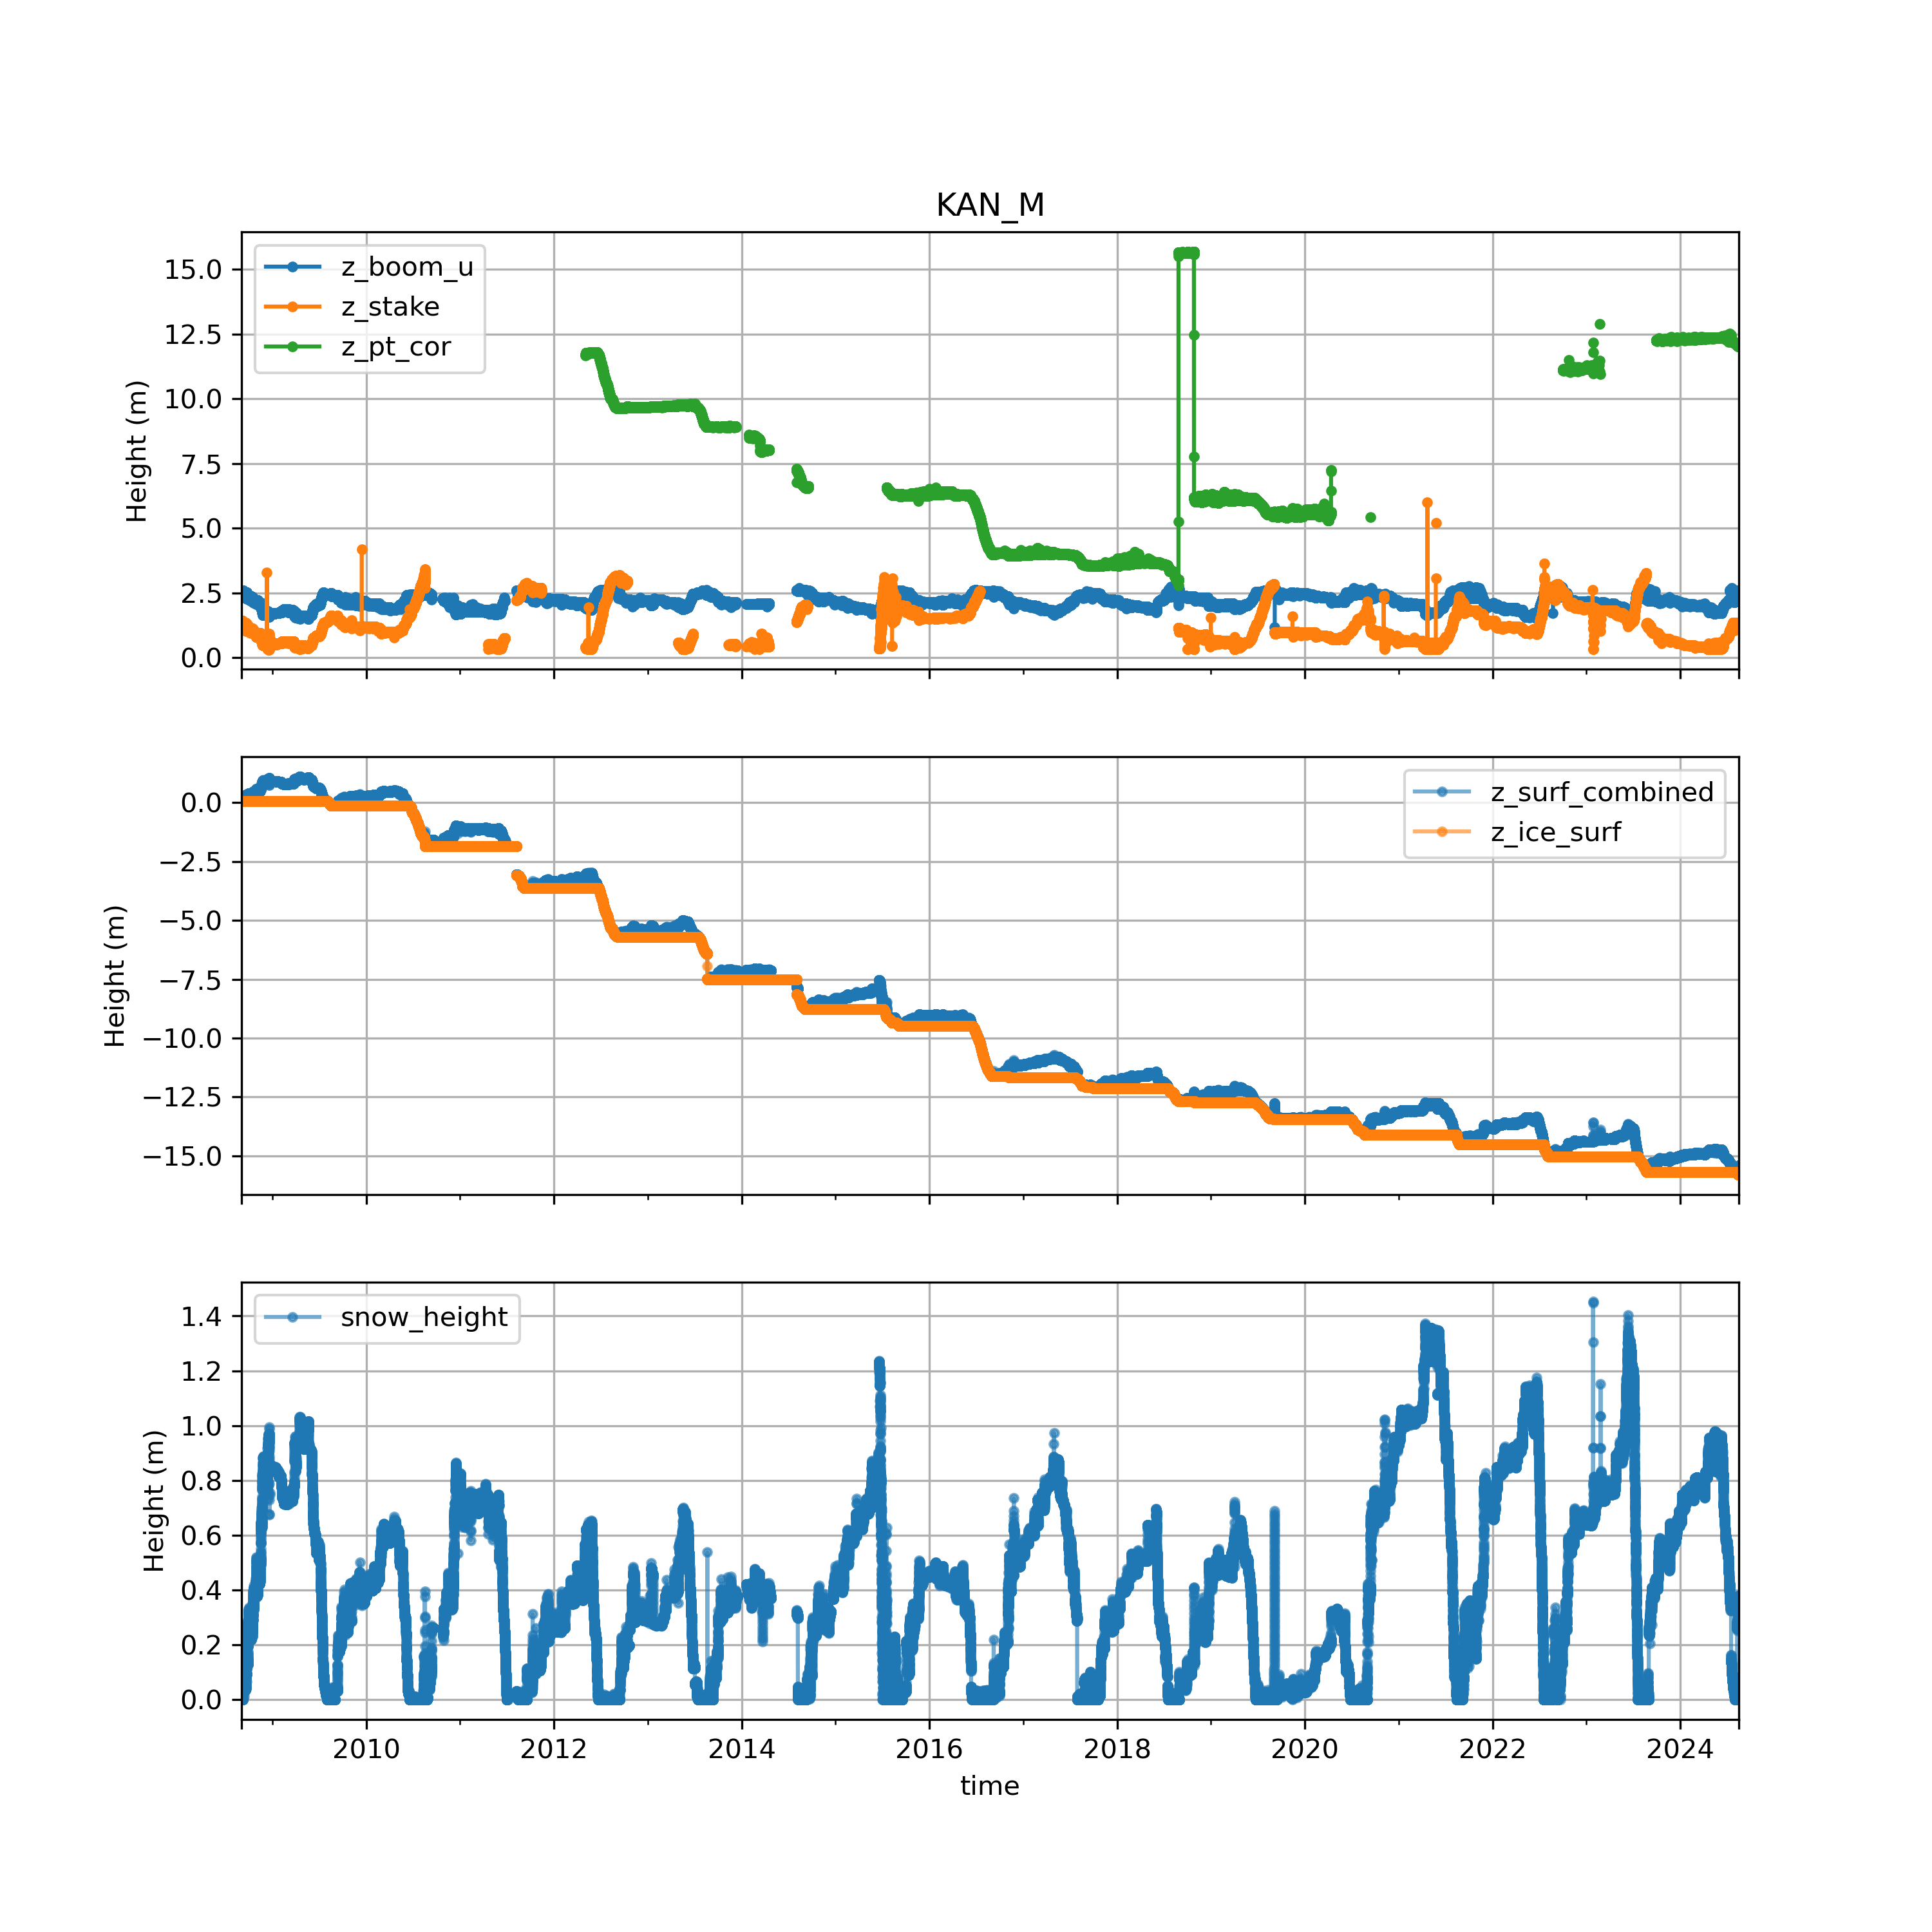 KAN_M
Height (m)
15.0
12.5
10.0
7.5
5.0
2.5
0.0
z_boom_u
z_stake
z_pt_cor
Height (m)
0.0
−2.5
−5.0
−7.5
−10.0
−12.5
−15.0
z_surf_combined
z_ice_surf
Height (m)
1.4
1.2
1.0
0.8
0.6
0.4
0.2
0.0
snow_height
2010 2012 2014 2016 2018 2020 2022 2024
time